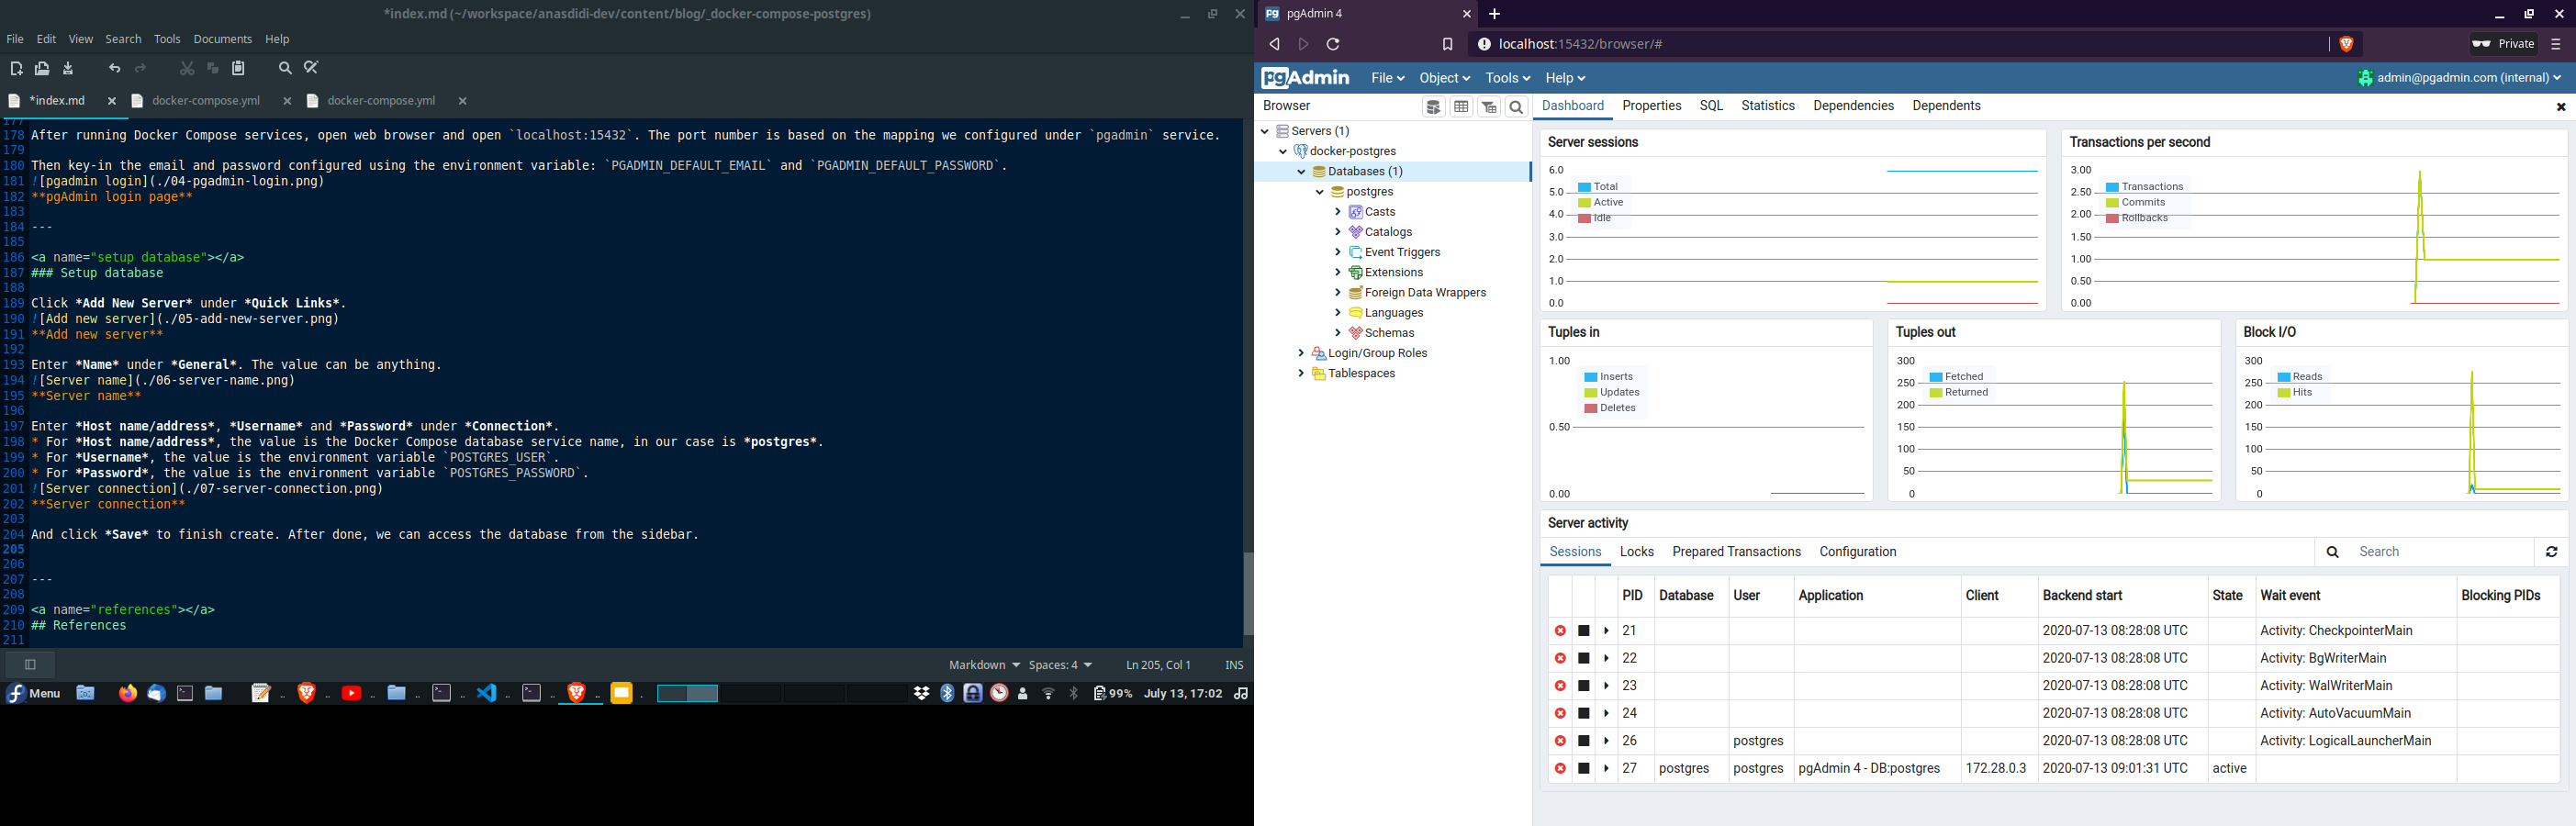 *index.md (~/workspace/anasdidi-dev/content/blog/_docker-compose-postgres)
File Edit View Search Tools Documents Help
*index.md docker-compose.yml docker-compose.yml
177
178 After running Docker Compose services, open web browser and open `localhost:15432`. The port number is based on the mapping we configured under `pgadmin` service.
179
180 Then key-in the email and password configured using the environment variable: `PGADMIN_DEFAULT_EMAIL` and `PGADMIN_DEFAULT_PASSWORD`.
181 ![pgadmin login](./04-pgadmin-login.png)
182 **pgAdmin login page**
183
184 ---
185
186 <a name="setup database"></a>
187 ### Setup database
188
189 Click *Add New Server* under *Quick Links*.
190 ![Add new server](./05-add-new-server.png)
191 **Add new server**
192
193 Enter *Name* under *General*. The value can be anything.
194 ![Server name](./06-server-name.png)
195 **Server name**
196
197 Enter *Host name/address*, *Username* and *Password* under *Connection*.
198 * For *Host name/address*, the value is the Docker Compose database service name, in our case is *postgres*.
199 * For *Username*, the value is the environment variable `POSTGRES_USER`.
200 * For *Password*, the value is the environment variable `POSTGRES_PASSWORD`.
201 ![Server connection](./07-server-connection.png)
202 **Server connection**
203
204 And click *Save* to finish create. After done, we can access the database from the sidebar.
205
206
207 ---
208
209 <a name="references"></a>
210 ## References
211
Markdown Spaces: 4 Ln 205, Col 1 INS
Menu 99% July 13, 17:02
pgAdmin 4
localhost:15432/browser/# Private
pgAdmin File Object Tools Help admin@pgadmin.com (internal)
Browser
Servers (1)
docker-postgres
Databases (1)
postgres
Casts
Catalogs
Event Triggers
Extensions
Foreign Data Wrappers
Languages
Schemas
Login/Group Roles
Tablespaces
Dashboard Properties SQL Statistics Dependencies Dependents
Server sessions
6.0
5.0
4.0
3.0
2.0
1.0
0.0
Total
Active
Idle
Transactions per second
3.00
2.50
2.00
1.50
1.00
0.50
0.00
Transactions
Commits
Rollbacks
Tuples in
1.00
0.50
0.00
Inserts
Updates
Deletes
Tuples out
300
250
200
150
100
50
0
Fetched
Returned
Block I/O
300
250
200
150
100
50
0
Reads
Hits
Server activity
Sessions Locks Prepared Transactions Configuration Search
PID Database User Application Client Backend start State Wait event Blocking PIDs
21 2020-07-13 08:28:08 UTC Activity: CheckpointerMain
22 2020-07-13 08:28:08 UTC Activity: BgWriterMain
23 2020-07-13 08:28:08 UTC Activity: WalWriterMain
24 2020-07-13 08:28:08 UTC Activity: AutoVacuumMain
26 postgres 2020-07-13 08:28:08 UTC Activity: LogicalLauncherMain
27 postgres postgres pgAdmin 4 - DB:postgres 172.28.0.3 2020-07-13 09:01:31 UTC active